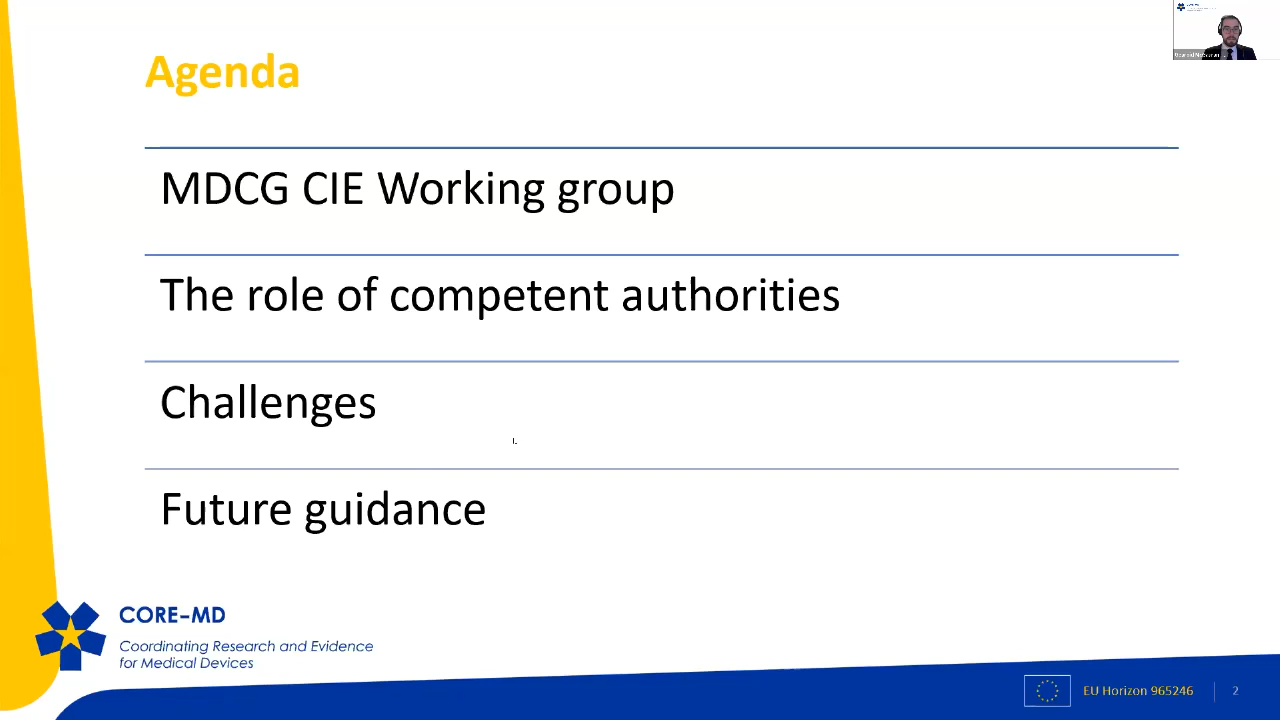 Agenda
MDCG CIE Working group
The role of competent authorities
Challenges
Future guidance
CORE-MD
Coordinating Research and Evidence
for Medical Devices
EU Horizon 965246
2